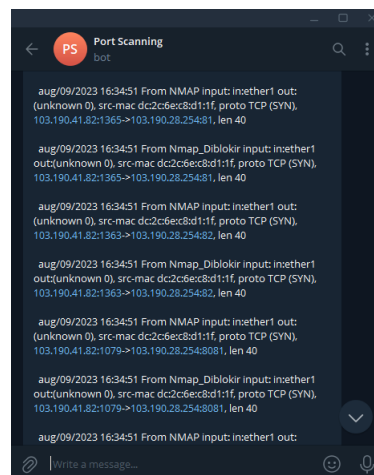 PS
Port Scanning
bot
aug/09/2023 16:34:51 From NMAP input: in:ether1 out:
(unknown 0), src-mac dc:2c:6e:c8:d1:1f, proto TCP (SYN),
103.190.41.82:1365->103.190.28.254:81, len 40
aug/09/2023 16:34:51 From Nmap_Diblokir input: in:ether1
out:(unknown 0), src-mac dc:2c:6e:c8:d1:1f, proto TCP (SYN),
103.190.41.82:1365->103.190.28.254:81, len 40
aug/09/2023 16:34:51 From NMAP input: in:ether1 out:
(unknown 0), src-mac dc:2c:6e:c8:d1:1f, proto TCP (SYN),
103.190.41.82:1363->103.190.28.254:82, len 40
aug/09/2023 16:34:51 From Nmap_Diblokir input: in:ether1
out:(unknown 0), src-mac dc:2c:6e:c8:d1:1f, proto TCP (SYN),
103.190.41.82:1363->103.190.28.254:82, len 40
aug/09/2023 16:34:51 From NMAP input: in:ether1 out:
(unknown 0), src-mac dc:2c:6e:c8:d1:1f, proto TCP (SYN),
103.190.41.82:1079->103.190.28.254:8081, len 40
aug/09/2023 16:34:51 From Nmap_Diblokir input: in:ether1
out:(unknown 0), src-mac dc:2c:6e:c8:d1:1f, proto TCP (SYN),
103.190.41.82:1079->103.190.28.254:8081, len 40
aug/09/2023 16:34:51 From NMAP input: in:ether1 out:
Write a message...